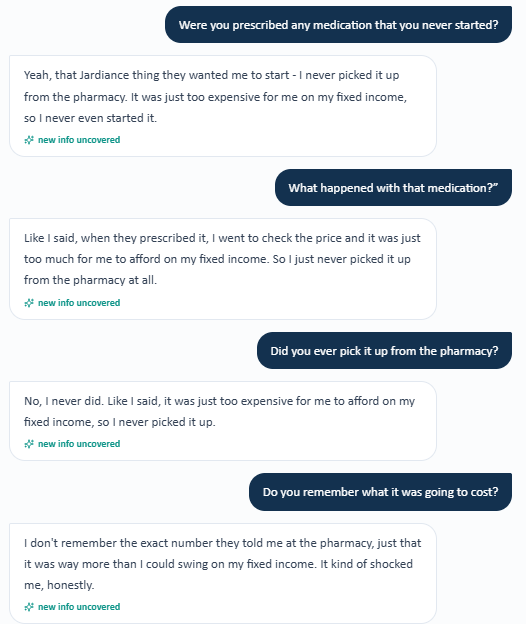 Were you prescribed any medication that you never started?
Yeah, that Jardiance thing they wanted me to start - I never picked it up
from the pharmacy. It was just too expensive for me on my fixed income,
so I never even started it.
new info uncovered
What happened with that medication?”
Like I said, when they prescribed it, I went to check the price and it was just
too much for me to afford on my fixed income. So I just never picked it up
from the pharmacy at all.
new info uncovered
Did you ever pick it up from the pharmacy?
No, I never did. Like I said, it was just too expensive for me to afford on my
fixed income, so I never picked it up.
new info uncovered
Do you remember what it was going to cost?
I don't remember the exact number they told me at the pharmacy, just that
it was way more than I could swing on my fixed income. It kind of shocked
me, honestly.
new info uncovered